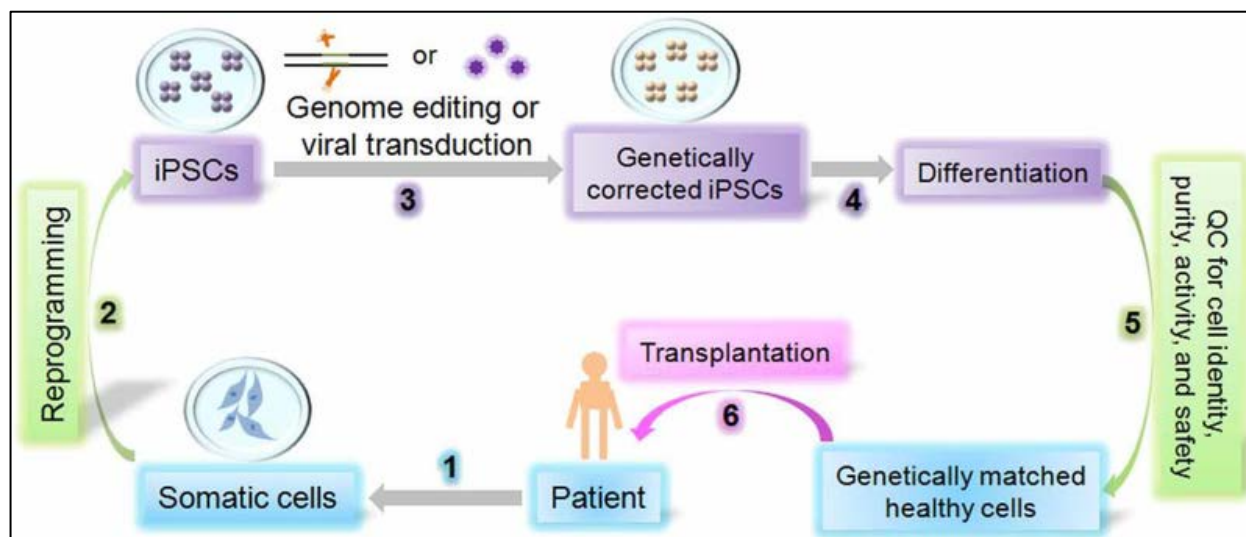 or
Genome editing or
viral transduction
iPSCs
3
Genetically
corrected iPSCs
4
Differentiation
Reprogramming
2
QC for cell identity,
purity, activity, and safety
5
Transplantation
6
1
Somatic cells
Patient
Genetically matched
healthy cells